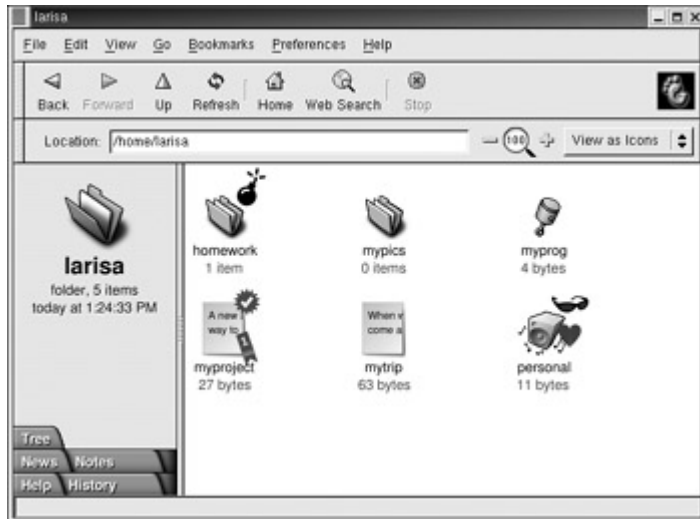 larisa
File Edit View Go Bookmarks Preferences Help
Back Forward Up Refresh Home Web Search Stop
Location: /home/larisa 100 View as Icons
larisa
folder, 5 items
today at 1:24:33 PM
homework
1 item
mypics
0 items
myprog
4 bytes
A new
way to
myproject
27 bytes
When w
come a
mytrip
63 bytes
personal
11 bytes
Tree
News Notes
Help History